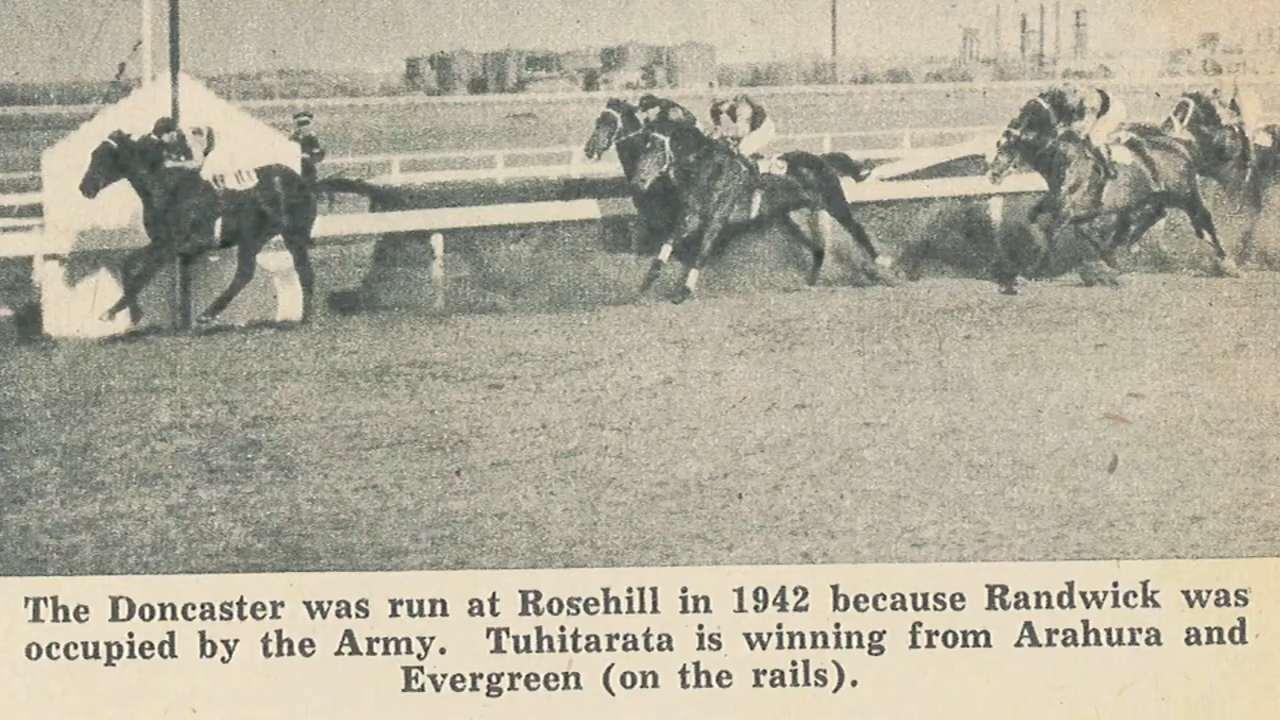 The Doncaster was run at Rosehill in 1942 because Randwick was
occupied by the Army. Tuhitarata is winning from Arahura and
Evergreen (on the rails).